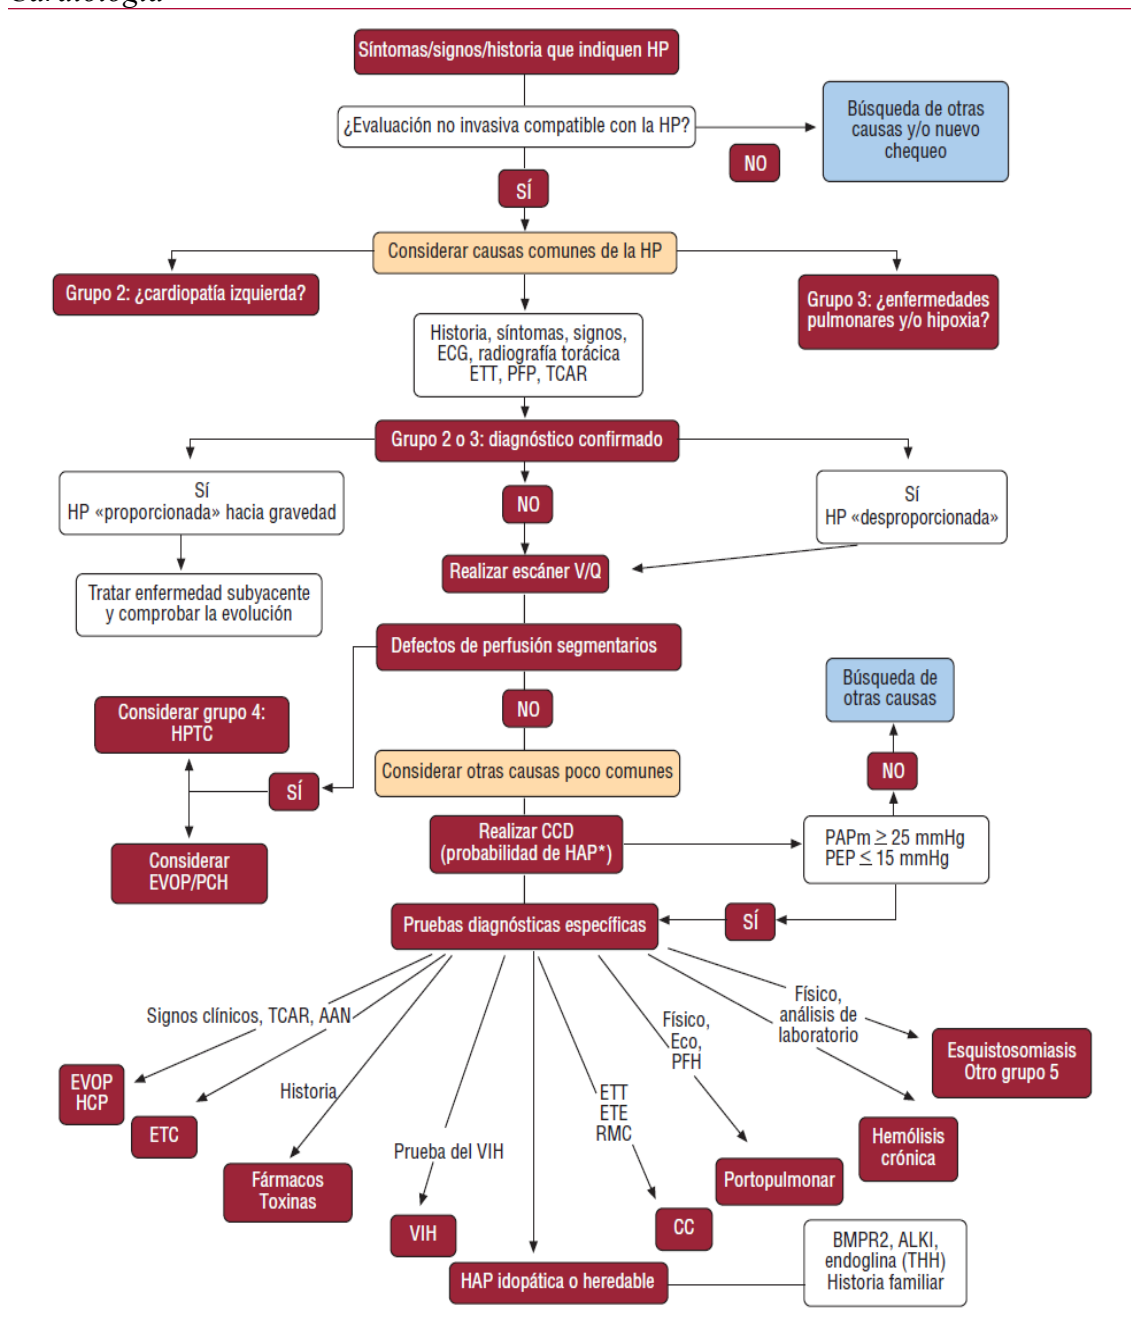 Cardiología
Síntomas/signos/historia que indiquen HP
¿Evaluación no invasiva compatible con la HP?
Búsqueda de otras
causas y/o nuevo
chequeo
NO
SÍ
Considerar causas comunes de la HP
Grupo 2: ¿cardiopatía izquierda?
Grupo 3: ¿enfermedades
pulmonares y/o hipoxia?
Historia, síntomas, signos,
ECG, radiografía torácica
ETT, PFP, TCAR
Grupo 2 o 3: diagnóstico confirmado
Sí
HP «proporcionada» hacia gravedad
NO
Sí
HP «desproporcionada»
Realizar escáner V/Q
Tratar enfermedad subyacente
y comprobar la evolución
Defectos de perfusión segmentarios
Búsqueda de
otras causas
Considerar grupo 4:
HPTC
NO
NO
Considerar otras causas poco comunes
SÍ
Realizar CCD
(probabilidad de HAP*)
PAPm ≥ 25 mmHg
PEP ≤ 15 mmHg
Considerar
EVOP/PCH
Pruebas diagnósticas específicas
SÍ
Signos clínicos, TCAR, AAN
Físico,
análisis de
laboratorio
Físico,
Eco,
PFH
Esquistosomiasis
Otro grupo 5
EVOP
HCP
Historia
ETT
ETE
RMC
ETC
Hemólisis
crónica
Prueba del VIH
Fármacos
Toxinas
Portopulmonar
VIH
CC
HAP idopática o heredable
BMPR2, ALKI,
endoglina (THH)
Historia familiar